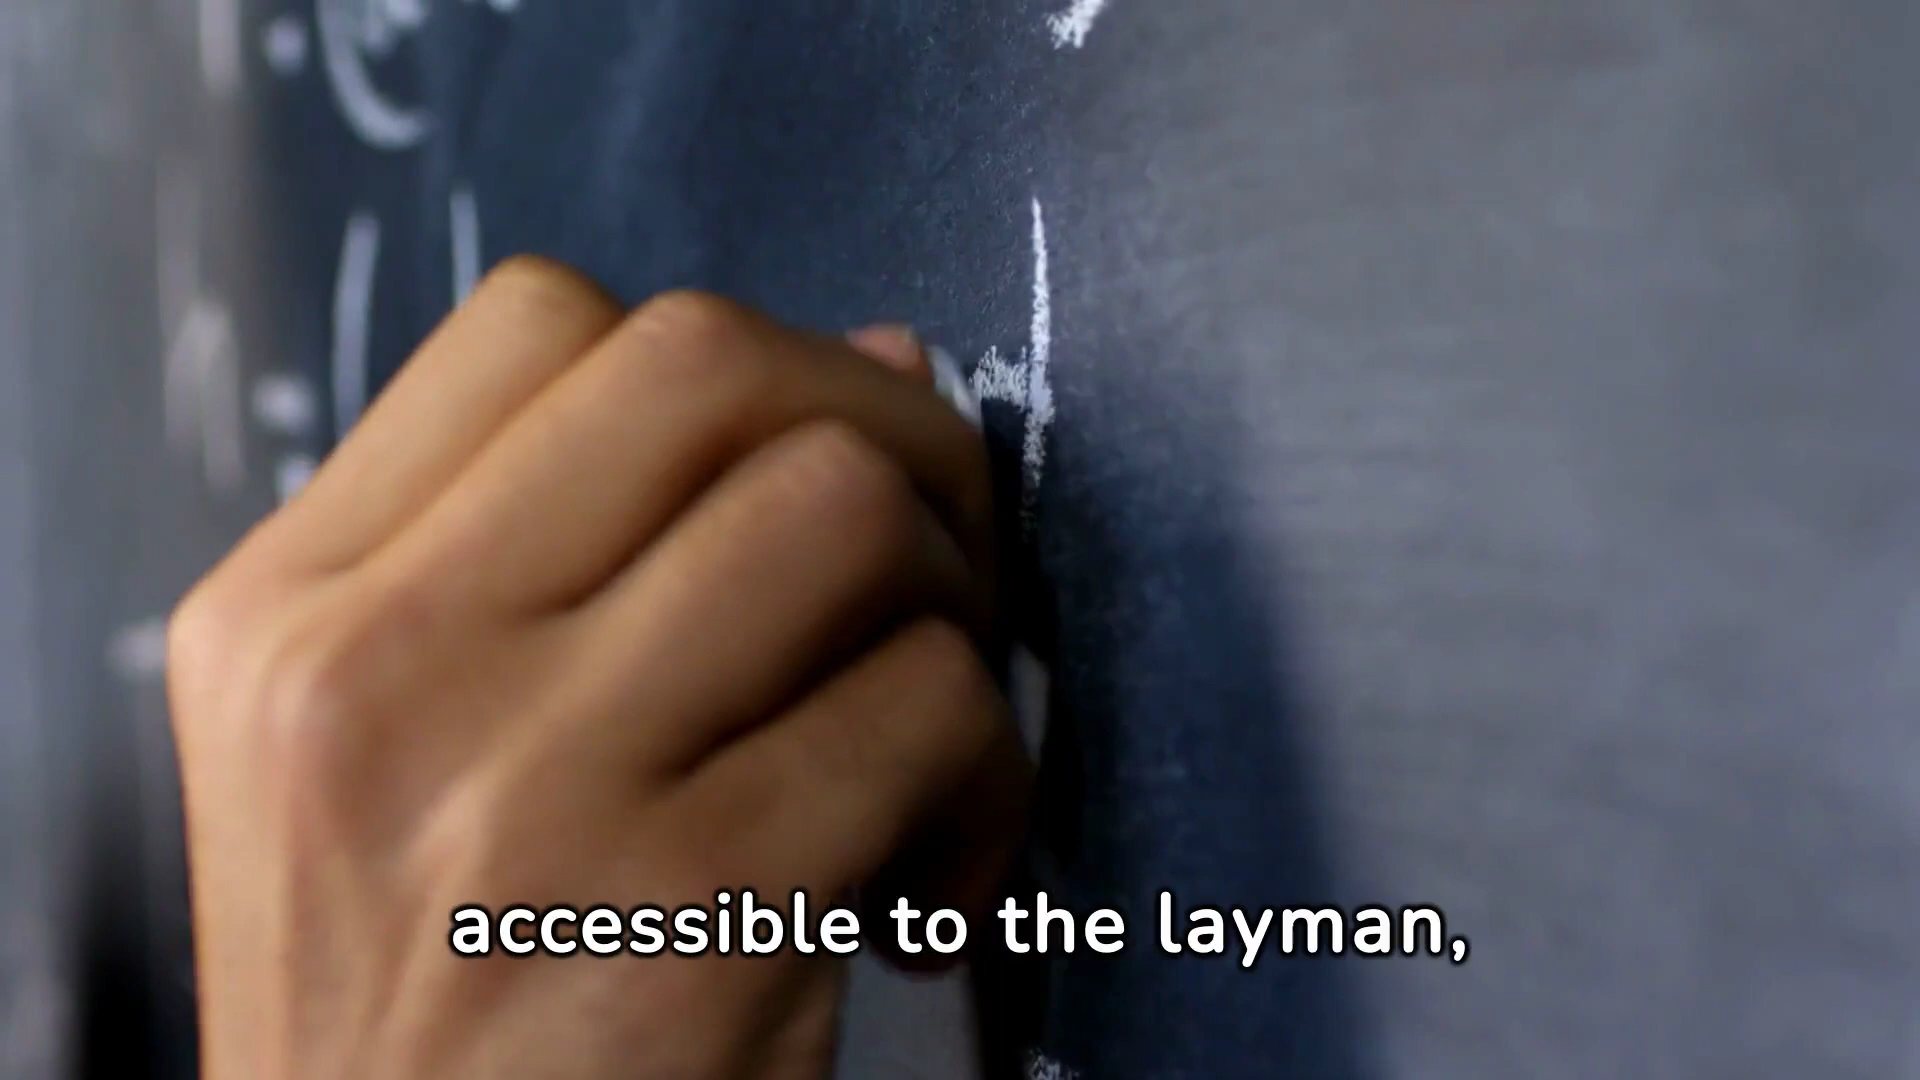 accessible to the layman,